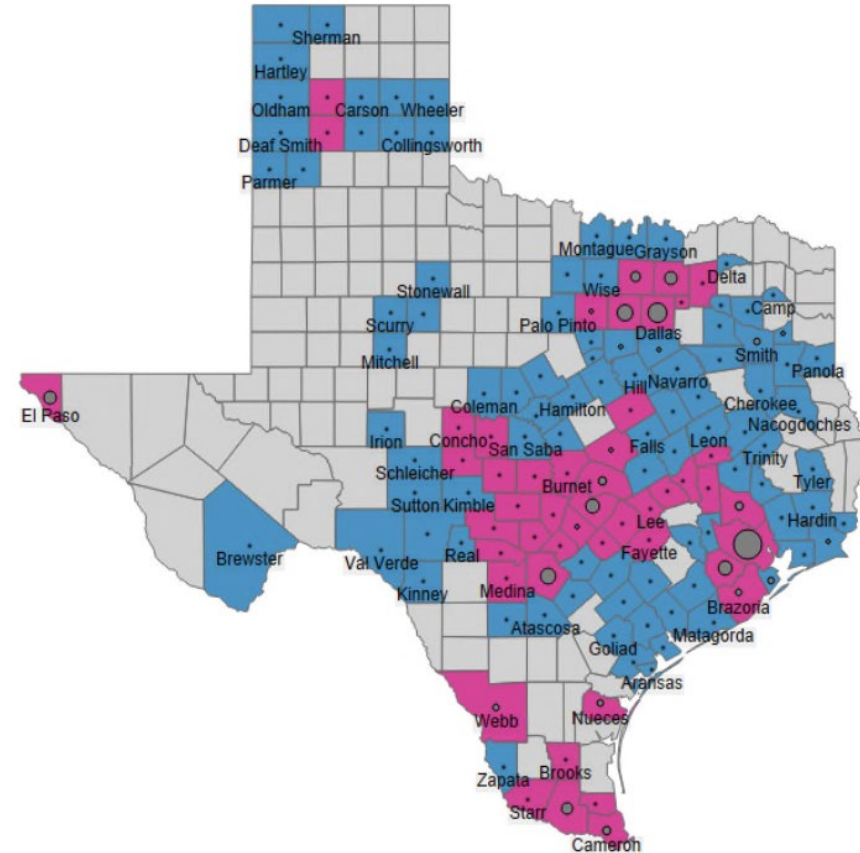 Sherman
Hartley
Oldham
Carson
Wheeler
Deaf Smith
Collingsworth
Parmer
Montague
Grayson
Stonewall
Wise
Delta
Scurry
Palo Pinto
Dallas
Camp
Mitchell
Smith
Panola
El Paso
Coleman
Hamilton
Hill
Navarro
Cherokee
Nacogdoches
Irion
Concho
San Saba
Falls
Leon
Trinity
Schleicher
Burnet
Tyler
Sutton
Kimble
Lee
Hardin
Brewster
Val Verde
Real
Fayette
Kinney
Medina
Brazoria
Atascosa
Matagorda
Goliad
Aransas
Webb
Nueces
Zapata
Brooks
Starr
Cameron